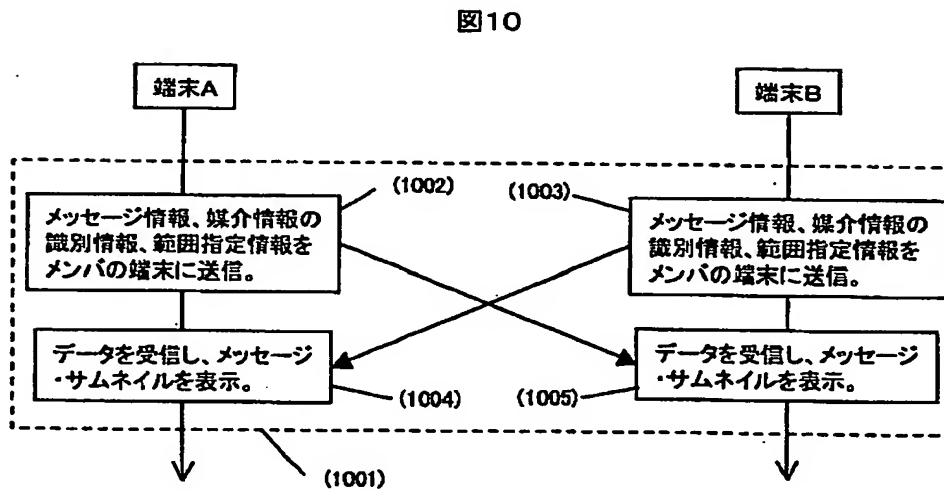 図10
端末A
端末B
(1002)
(1003)
メッセージ情報、媒介情報の
識別情報、範囲指定情報を
メンバの端末に送信。
メッセージ情報、媒介情報の
識別情報、範囲指定情報を
メンバの端末に送信。
データを受信し、メッセージ
・サムネイルを表示。
データを受信し、メッセージ
・サムネイルを表示。
(1004)
(1005)
(1001)